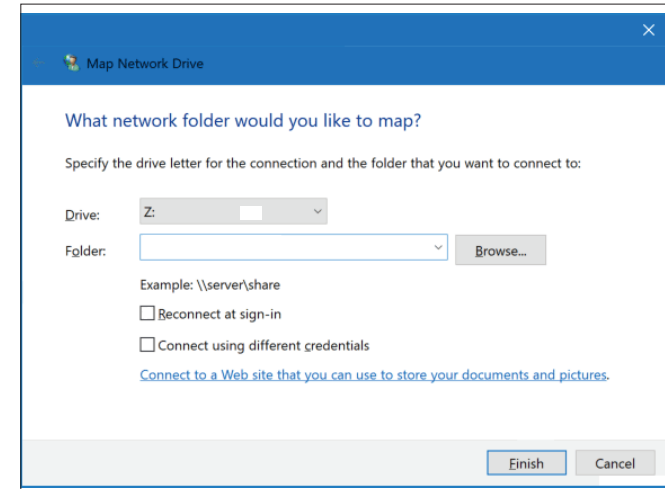 Map Network Drive
What network folder would you like to map?
Specify the drive letter for the connection and the folder that you want to connect to:
Drive: Z:
Folder: Browse...
Example: \\server\share
Reconnect at sign-in
Connect using different credentials
Connect to a Web site that you can use to store your documents and pictures.
Finish Cancel